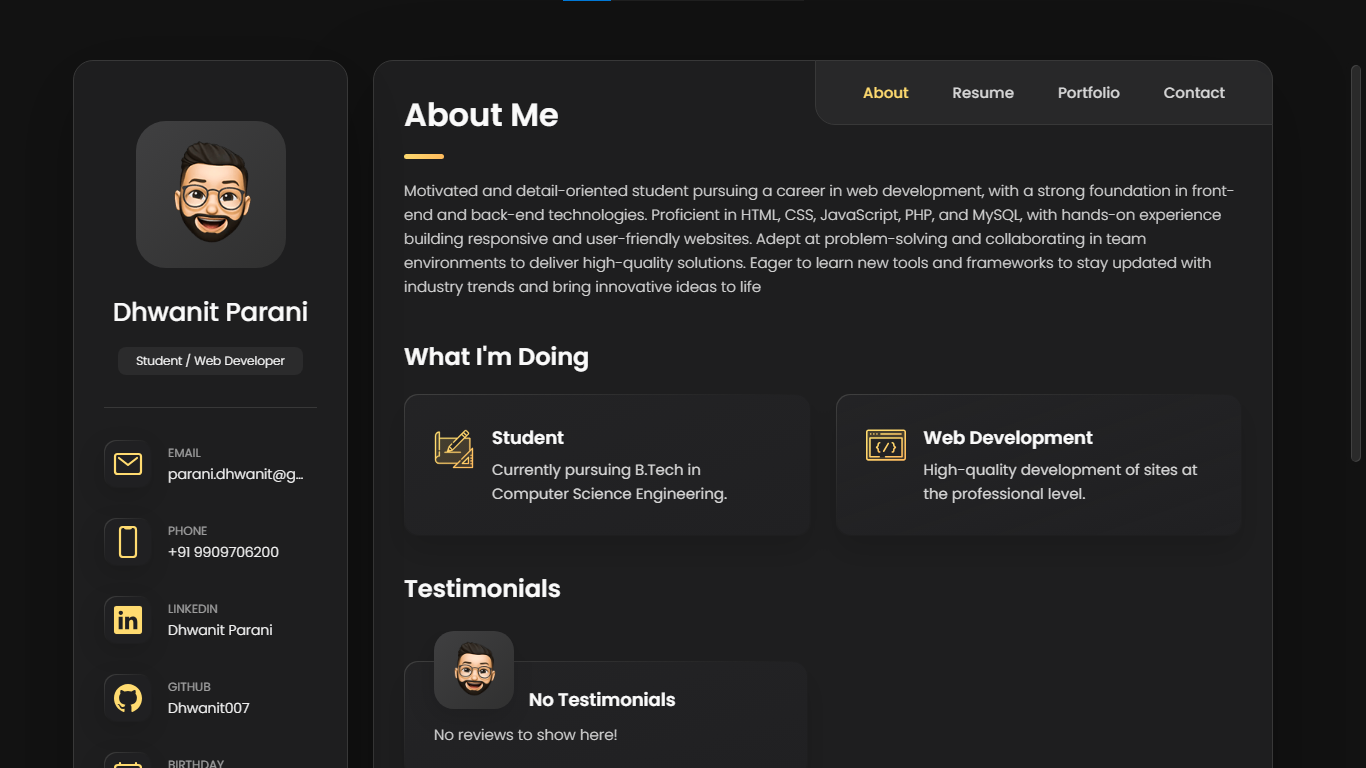 Dhwanit Parani
Student / Web Developer
EMAIL
parani.dhwanit@g...
PHONE
+91 9909706200
LINKEDIN
Dhwanit Parani
GITHUB
Dhwanit007
BIRTHDAY
About Resume Portfolio Contact
About Me
Motivated and detail-oriented student pursuing a career in web development, with a strong foundation in front-
end and back-end technologies. Proficient in HTML, CSS, JavaScript, PHP, and MySQL, with hands-on experience
building responsive and user-friendly websites. Adept at problem-solving and collaborating in team
environments to deliver high-quality solutions. Eager to learn new tools and frameworks to stay updated with
industry trends and bring innovative ideas to life
What I'm Doing
Student
Currently pursuing B.Tech in
Computer Science Engineering.
Web Development
High-quality development of sites at
the professional level.
Testimonials
No Testimonials
No reviews to show here!